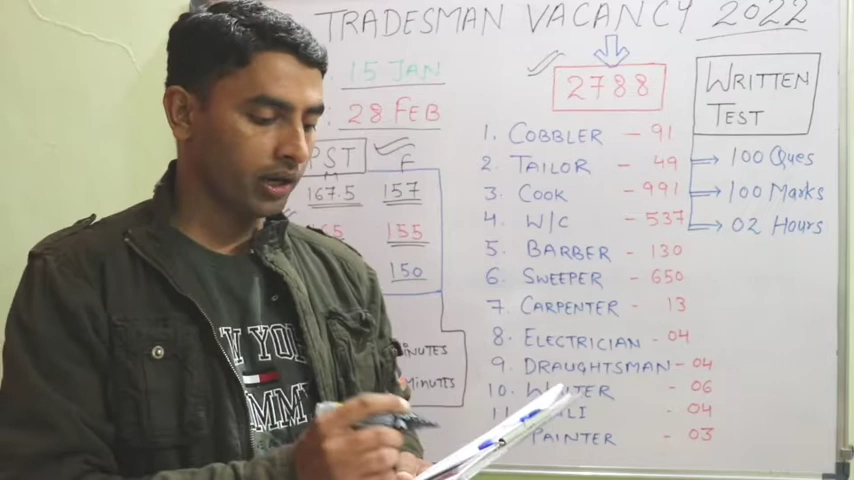 TRADESMAN VACANCY 2022
15 JAN
28 FEB
PST F
M
167.5 157
155
150
MINUTES
MINUTES
2788
1. COBBLER - 91
2. TAILOR - 49
3. COOK - 991
4. W/C - 537
5. BARBER - 130
6. SWEEPER - 650
7. CARPENTER - 13
8. ELECTRICIAN - 04
9. DRAUGHTSMAN - 04
10. - 06
- 04
PAINTER - 03
WRITTEN
TEST
100 Ques
100 Marks
02 Hours
TOMMY